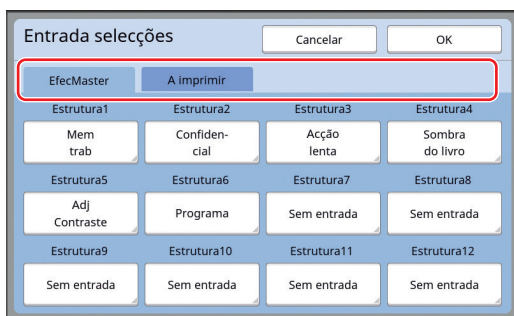 Entrada selecções
Cancelar
OK
EfecMaster
A imprimir
Estrutura1
Estrutura2
Estrutura3
Estrutura4
Mem
trab
Confiden-
cial
Acção
lenta
Sombra
do livro
Estrutura5
Estrutura6
Estrutura7
Estrutura8
Adj
Contraste
Programa
Sem entrada
Sem entrada
Estrutura9
Estrutura10
Estrutura11
Estrutura12
Sem entrada
Sem entrada
Sem entrada
Sem entrada